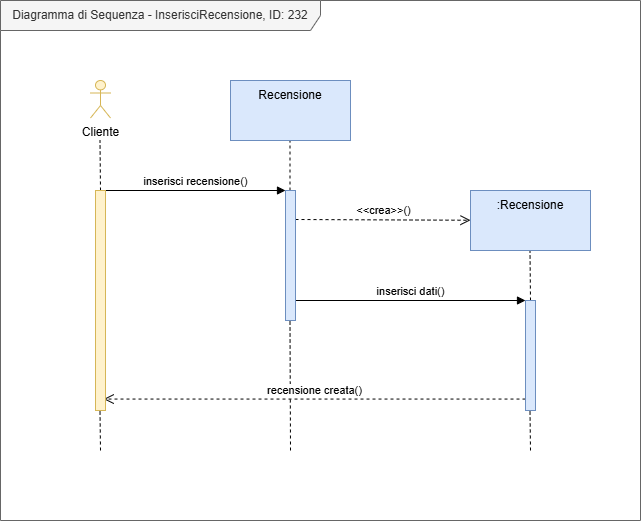 Diagramma di Sequenza - InserisciRecensione, ID: 232
Recensione
Cliente
inserisci recensione()
<<crea>>()
:Recensione
inserisci dati()
recensione creata()